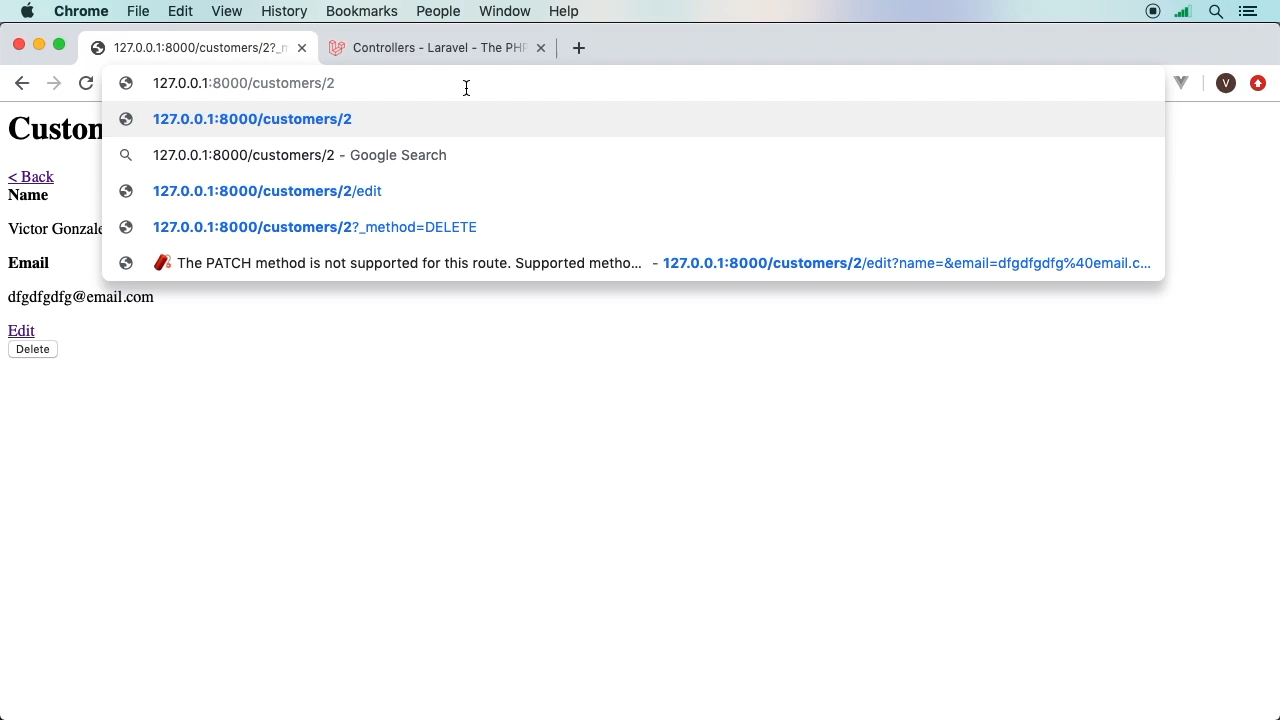 Chrome File Edit View History Bookmarks People Window Help
127.0.0.1:8000/customers/2?_m
Controllers - Laravel - The PHP
V
127.0.0.1:8000/customers/2
127.0.0.1:8000/customers/2
127.0.0.1:8000/customers/2 - Google Search
127.0.0.1:8000/customers/2/edit
127.0.0.1:8000/customers/2?_method=DELETE
The PATCH method is not supported for this route. Supported metho... - 127.0.0.1:8000/customers/2/edit?name=&email=dfgdfgdfg%40email.c...
Custom
< Back
Name
Victor Gonzale
Email
dfgdfgdfg@email.com
Edit
Delete